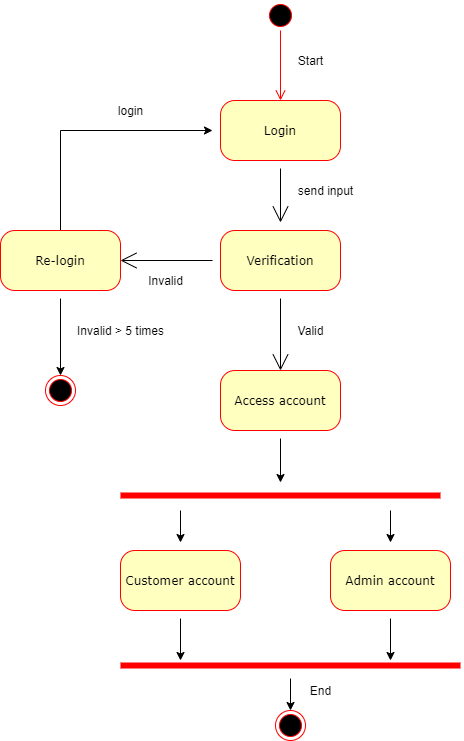 Start
login
Login
send input
Re-login
Verification
Invalid
Invalid > 5 times
Valid
Access account
Customer account
Admin account
End